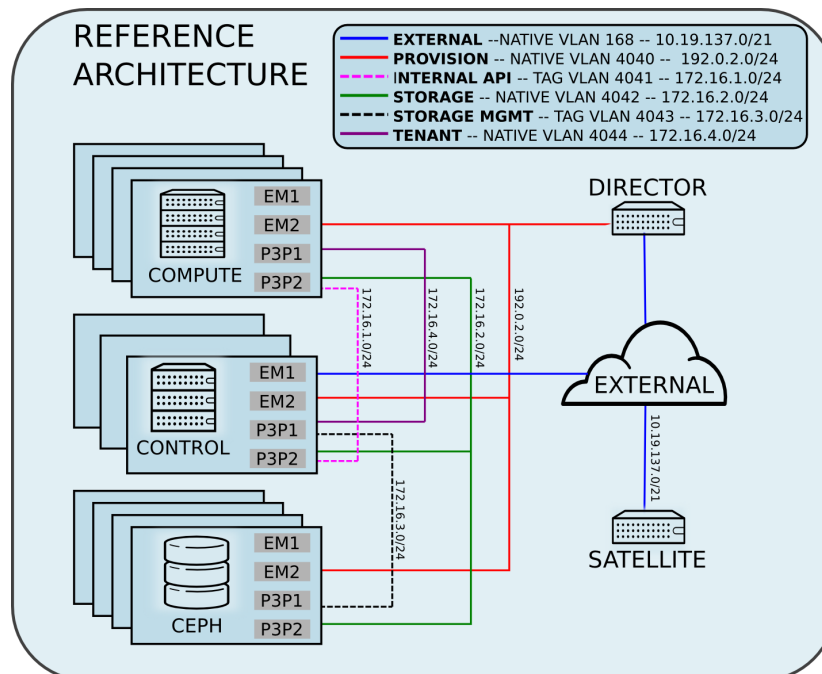 REFERENCE
ARCHITECTURE
EXTERNAL --NATIVE VLAN 168 -- 10.19.137.0/21
PROVISION -- NATIVE VLAN 4040 -- 192.0.2.0/24
INTERNAL API -- TAG VLAN 4041 -- 172.16.1.0/24
STORAGE -- NATIVE VLAN 4042 -- 172.16.2.0/24
STORAGE MGMT -- TAG VLAN 4043 -- 172.16.3.0/24
TENANT -- NATIVE VLAN 4044 -- 172.16.4.0/24
COMPUTE
EM1
EM2
P3P1
P3P2
172.16.1.0/24
172.16.4.0/24
172.16.2.0/24
192.0.2.0/24
DIRECTOR
CONTROL
EM1
EM2
P3P1
P3P2
172.16.3.0/24
EXTERNAL
10.19.137.0/21
SATELLITE
CEPH
EM1
EM2
P3P1
P3P2